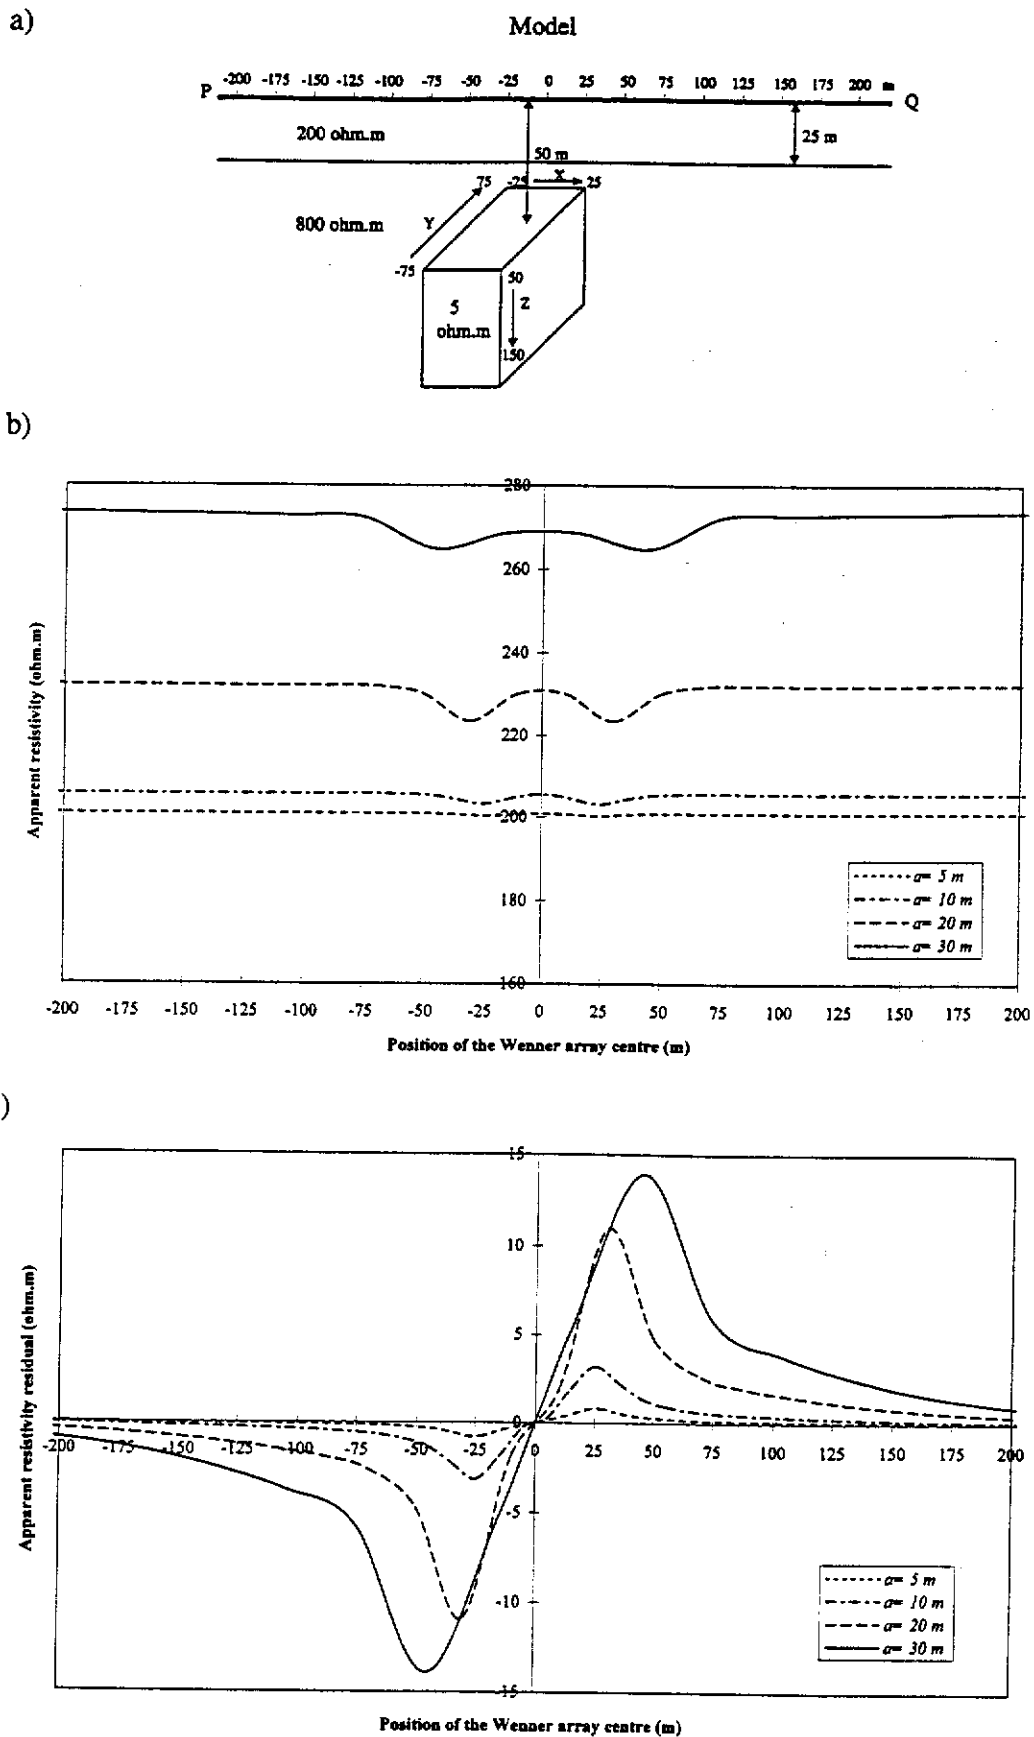 a)
Model
-200 -175 -150 -125 -100 -75 -50 -25 0 25 50 75 100 125 150 175 200 m
P
Q
200 ohm.m
50 m
25 m
75 -25 X 25
800 ohm.m
Y
-75
50
5
Z
ohm.m
150
b)
280
260
240
220
200
180
160
Apparent resistivity (ohm.m)
a= 5 m
a= 10 m
a= 20 m
a= 30 m
-200 -175 -150 -125 -100 -75 -50 -25 0 25 50 75 100 125 150 175 200
Position of the Wenner array centre (m)
)
15
10
5
0
-200 -175 -150 -125 -100 -75 -50 -25 0 25 50 75 100 125 150 175 200
-5
-10
-15
Apparent resistivity residual (ohm.m)
a= 5 m
a= 10 m
a= 20 m
a= 30 m
Position of the Wenner array centre (m)